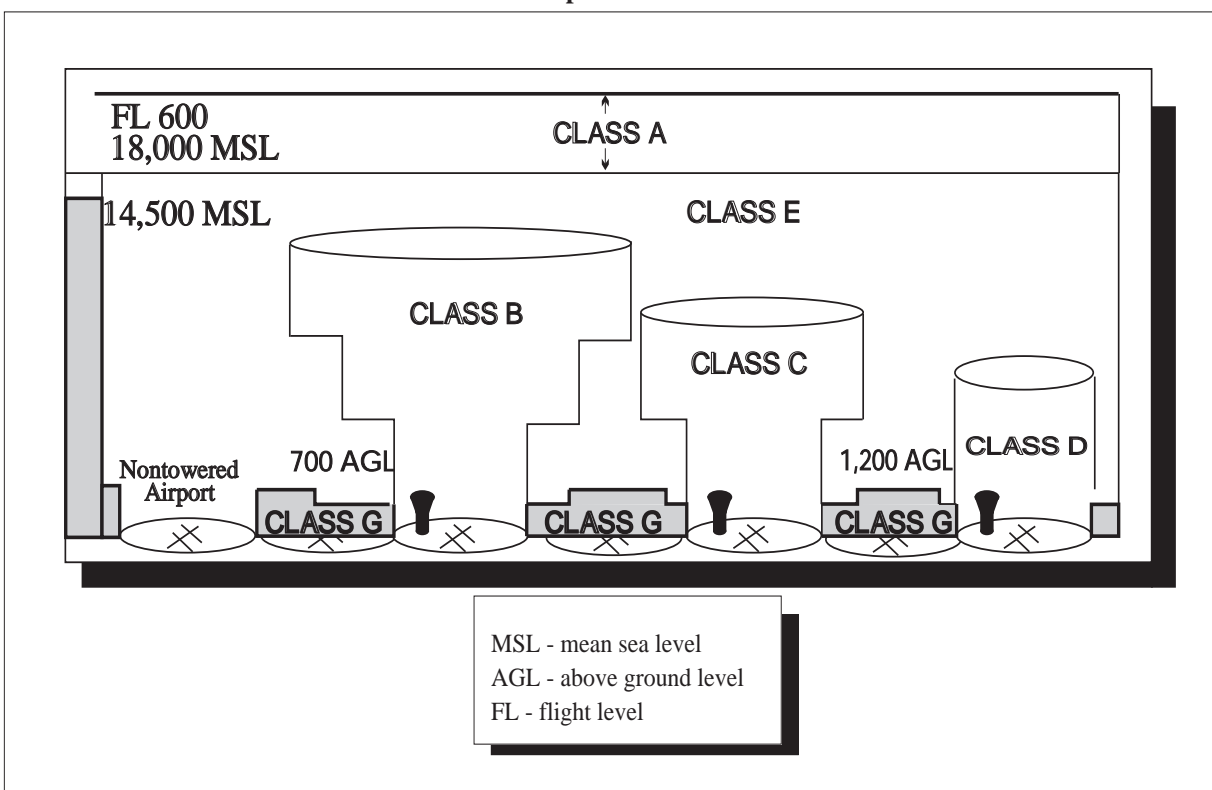 FL 600
18,000 MSL
CLASS A
14,500 MSL
CLASS E
CLASS B
CLASS C
CLASS D
700 AGL
1,200 AGL
Nontowered
Airport
CLASS G
CLASS G
CLASS G
MSL - mean sea level
AGL - above ground level
FL - flight level